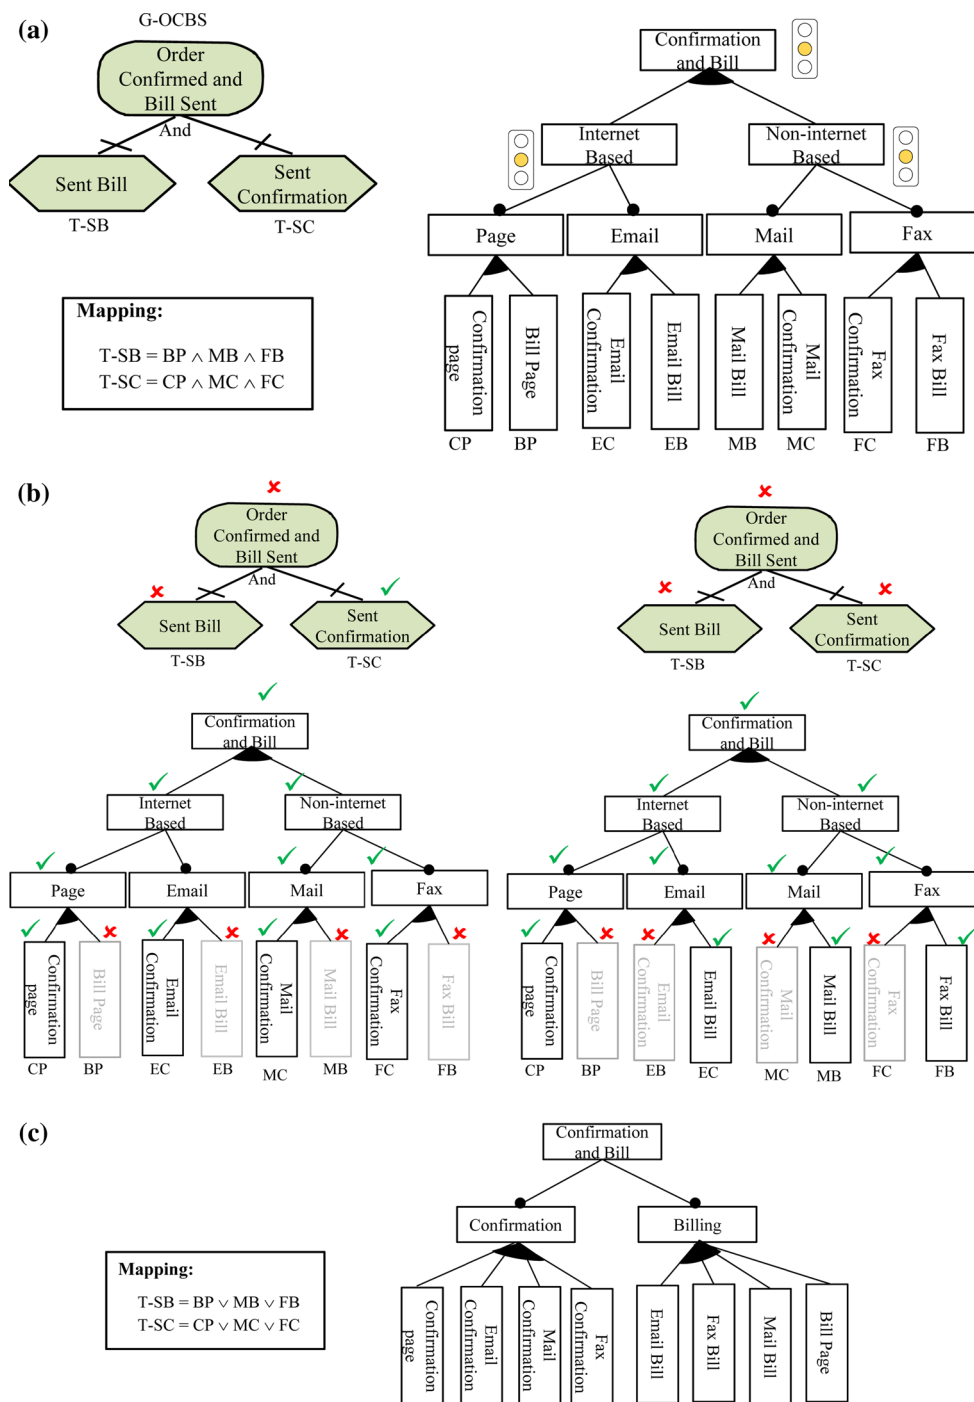 (a)
G-OCBS
Order
Confirmed and
Bill Sent
And
Sent Bill
Sent
Confirmation
T-SB
T-SC
Mapping:
T-SB = BP ∧ MB ∧ FB
T-SC = CP ∧ MC ∧ FC
Confirmation
and Bill
Internet
Based
Non-internet
Based
Page
Email
Mail
Fax
Confirmation
page
Bill Page
Email
Confirmation
Email Bill
Mail Bill
Mail
Confirmation
Fax
Confirmation
Fax Bill
CP
BP
EC
EB
MB
MC
FC
FB
(b)
Order
Confirmed and
Bill Sent
And
Sent Bill
Sent
Confirmation
T-SB
T-SC
Confirmation
and Bill
Internet
Based
Non-internet
Based
Page
Email
Mail
Fax
Confirmation
page
Bill Page
Email
Confirmation
Email Bill
Mail
Confirmation
Mail Bill
Fax
Confirmation
Fax Bill
CP
BP
EC
EB
MC
MB
FC
FB
Order
Confirmed and
Bill Sent
And
Sent Bill
Sent
Confirmation
T-SB
T-SC
Confirmation
and Bill
Internet
Based
Non-internet
Based
Page
Email
Mail
Fax
Confirmation
page
Bill Page
Email
Confirmation
Email Bill
Mail
Confirmation
Mail Bill
Fax
Confirmation
Fax Bill
CP
BP
EB
EC
MC
MB
FC
FB
(c)
Mapping:
T-SB = BP ∨ MB ∨ FB
T-SC = CP ∨ MC ∨ FC
Confirmation
and Bill
Confirmation
Billing
Confirmation
page
Email
Confirmation
Mail
Confirmation
Fax
Confirmation
Email Bill
Fax Bill
Mail Bill
Bill Page